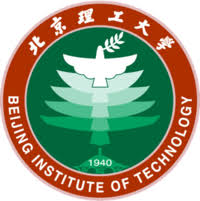 北京理工大学
1940
BEIJING INSTITUTE OF TECHNOLOGY